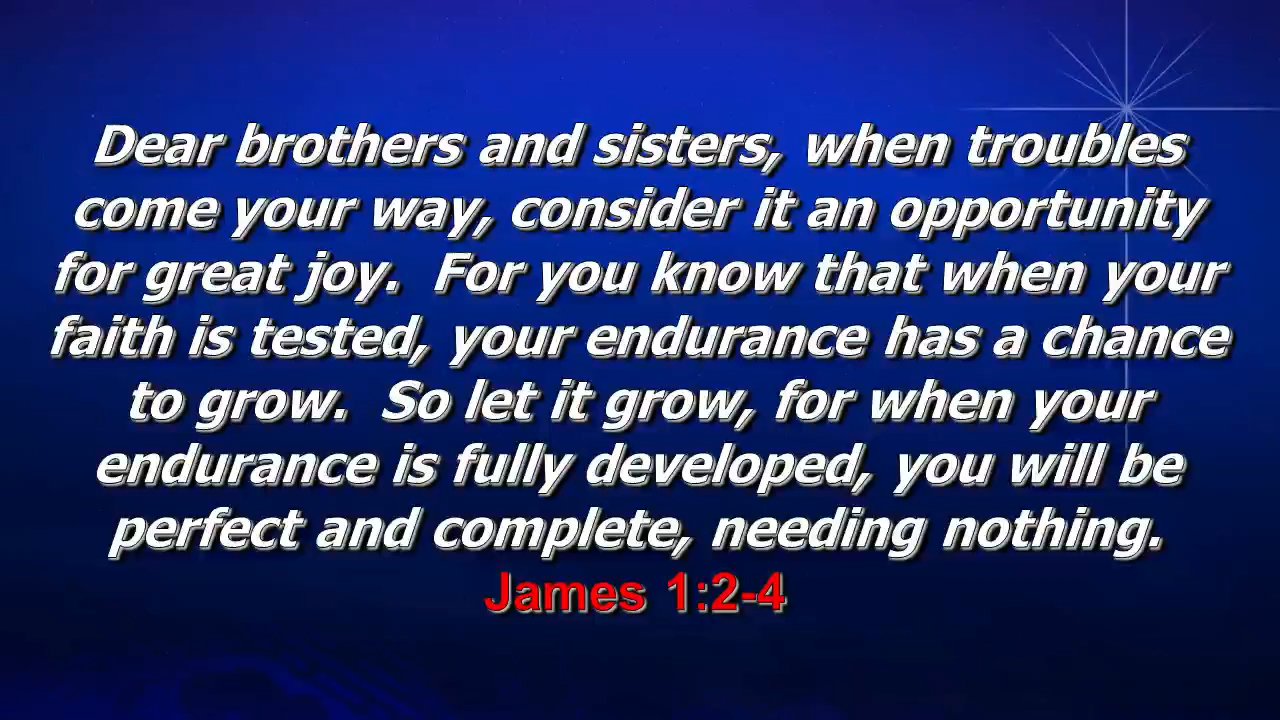 Dear brothers and sisters, when troubles
come your way, consider it an opportunity
for great joy.  For you know that when your
faith is tested, your endurance has a chance
to grow.  So let it grow, for when your
endurance is fully developed, you will be
perfect and complete, needing nothing.
James 1:2-4